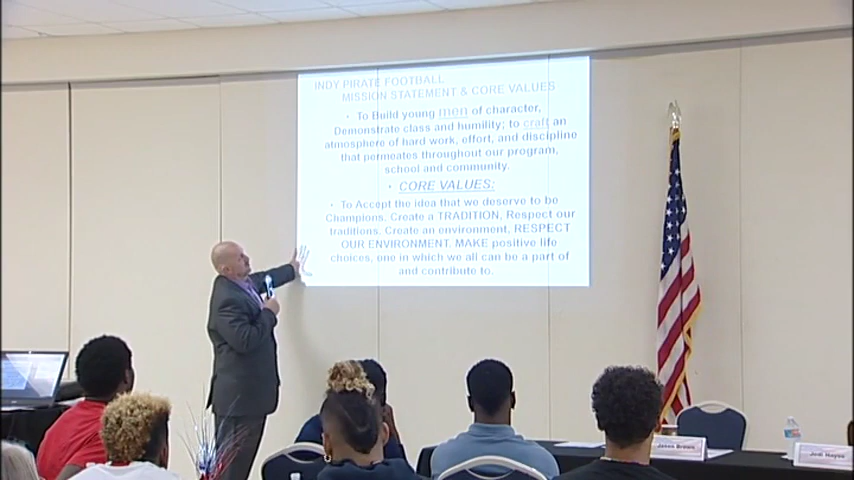 INDY PIRATE FOOTBALL
MISSION STATEMENT & CORE VALUES
• To Build young men of character,
Demonstrate class and humility; to craft an
atmosphere of hard work, effort, and discipline
that permeates throughout our program,
school and community.
• CORE VALUES:
• To Accept the idea that we deserve to be
Champions. Create a TRADITION, Respect our
traditions. Create an environment, RESPECT
OUR ENVIRONMENT. MAKE positive life
choices, one in which we all can be a part of
and contribute to.
Jason Brown
Jodi Hayes